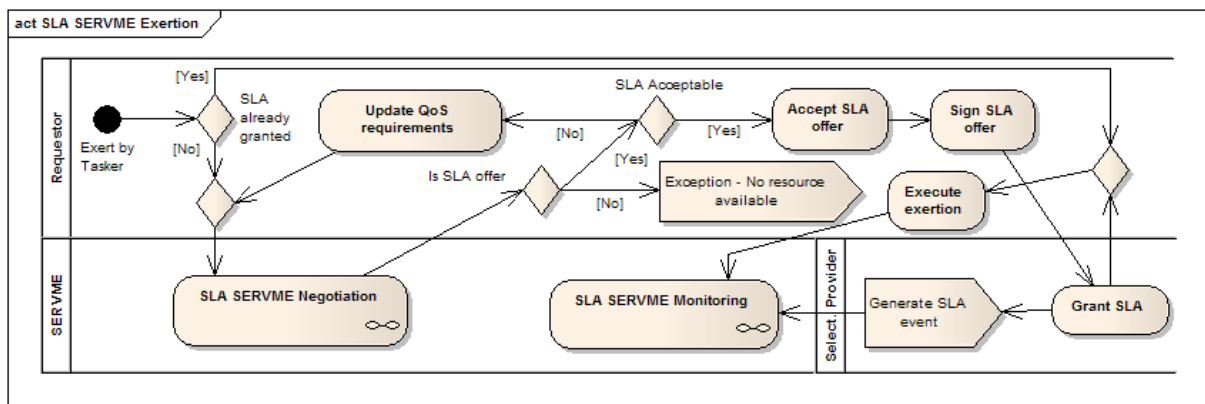 act SLA SERVME Exertion
Requestor
[Yes]
SLA
already
granted
Exert by
Tasker
[No]
Update QoS
requirements
SLA Acceptable
[No]
[Yes]
Accept SLA
offer
Sign SLA
offer
Is SLA offer
[Yes]
[No]
Exception - No resource
available
Execute
exertion
SERVME
SLA SERVME Negotiation
SLA SERVME Monitoring
Select. Provider
Generate SLA
event
Grant SLA